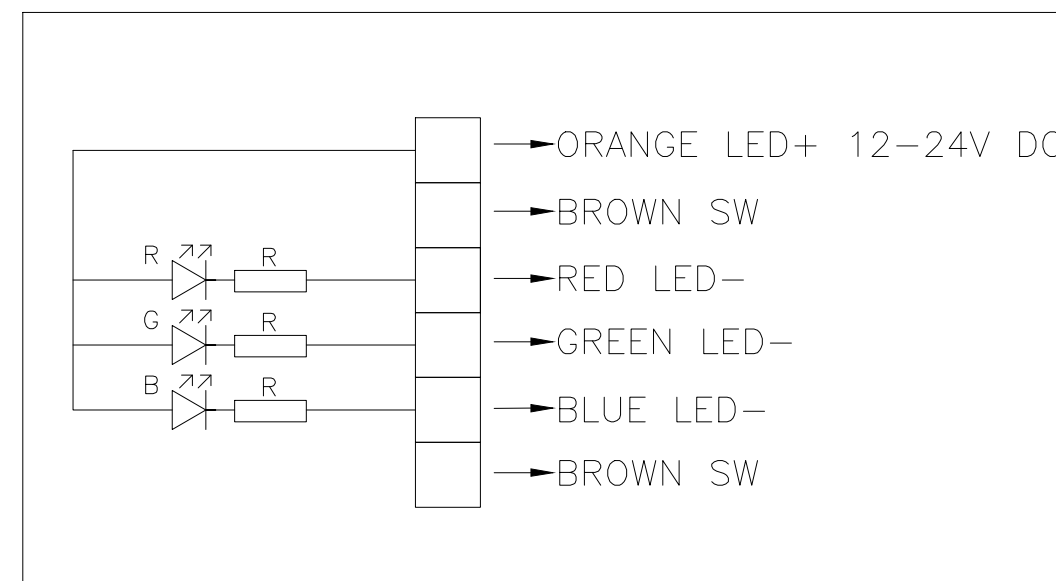 ORANGE LED+ 12-24V DC
BROWN SW
R R
RED LED-
G R
GREEN LED-
B R
BLUE LED-
BROWN SW